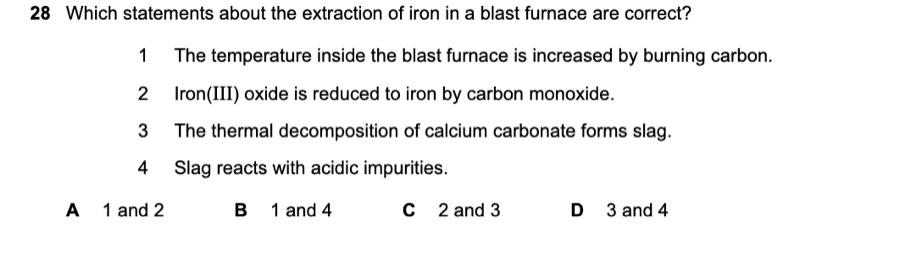 28 Which statements about the extraction of iron in a blast furnace are correct?
1 The temperature inside the blast furnace is increased by burning carbon.
2 Iron(III) oxide is reduced to iron by carbon monoxide.
3 The thermal decomposition of calcium carbonate forms slag.
4 Slag reacts with acidic impurities.
A 1 and 2 B 1 and 4 C 2 and 3 D 3 and 4